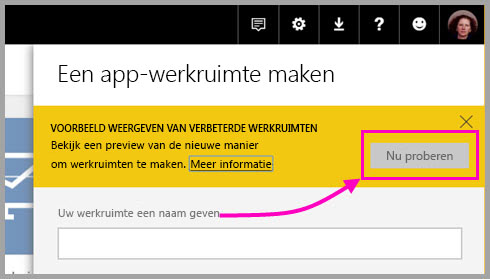 Een app-werkruimte maken
VOORBEELD WEERGEVEN VAN VERBETERDE WERKRUIMTEN
Bekijk een preview van de nieuwe manier
om werkruimten te maken. Meer informatie
Nu proberen
Uw werkruimte een naam geven